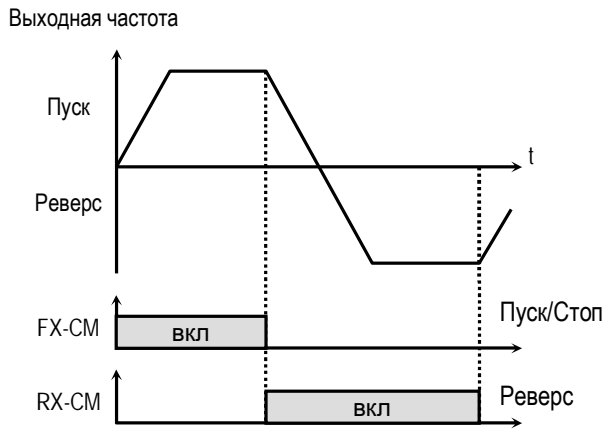 Выходная частота
Пуск
t
Реверс
FX-CM
вкл
Пуск/Стоп
RX-CM
вкл
Реверс